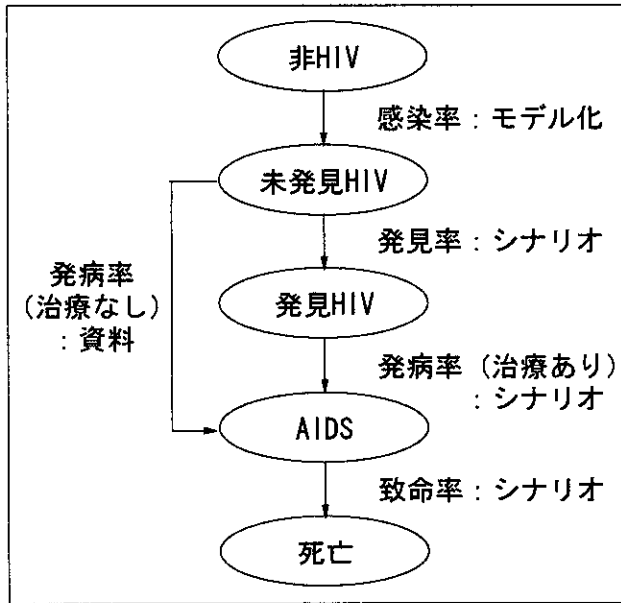 非HIV
感染率：モデル化
未発見HIV
発見率：シナリオ
発病率
（治療なし）
：資料
発見HIV
発病率（治療あり）
：シナリオ
AIDS
致命率：シナリオ
死亡